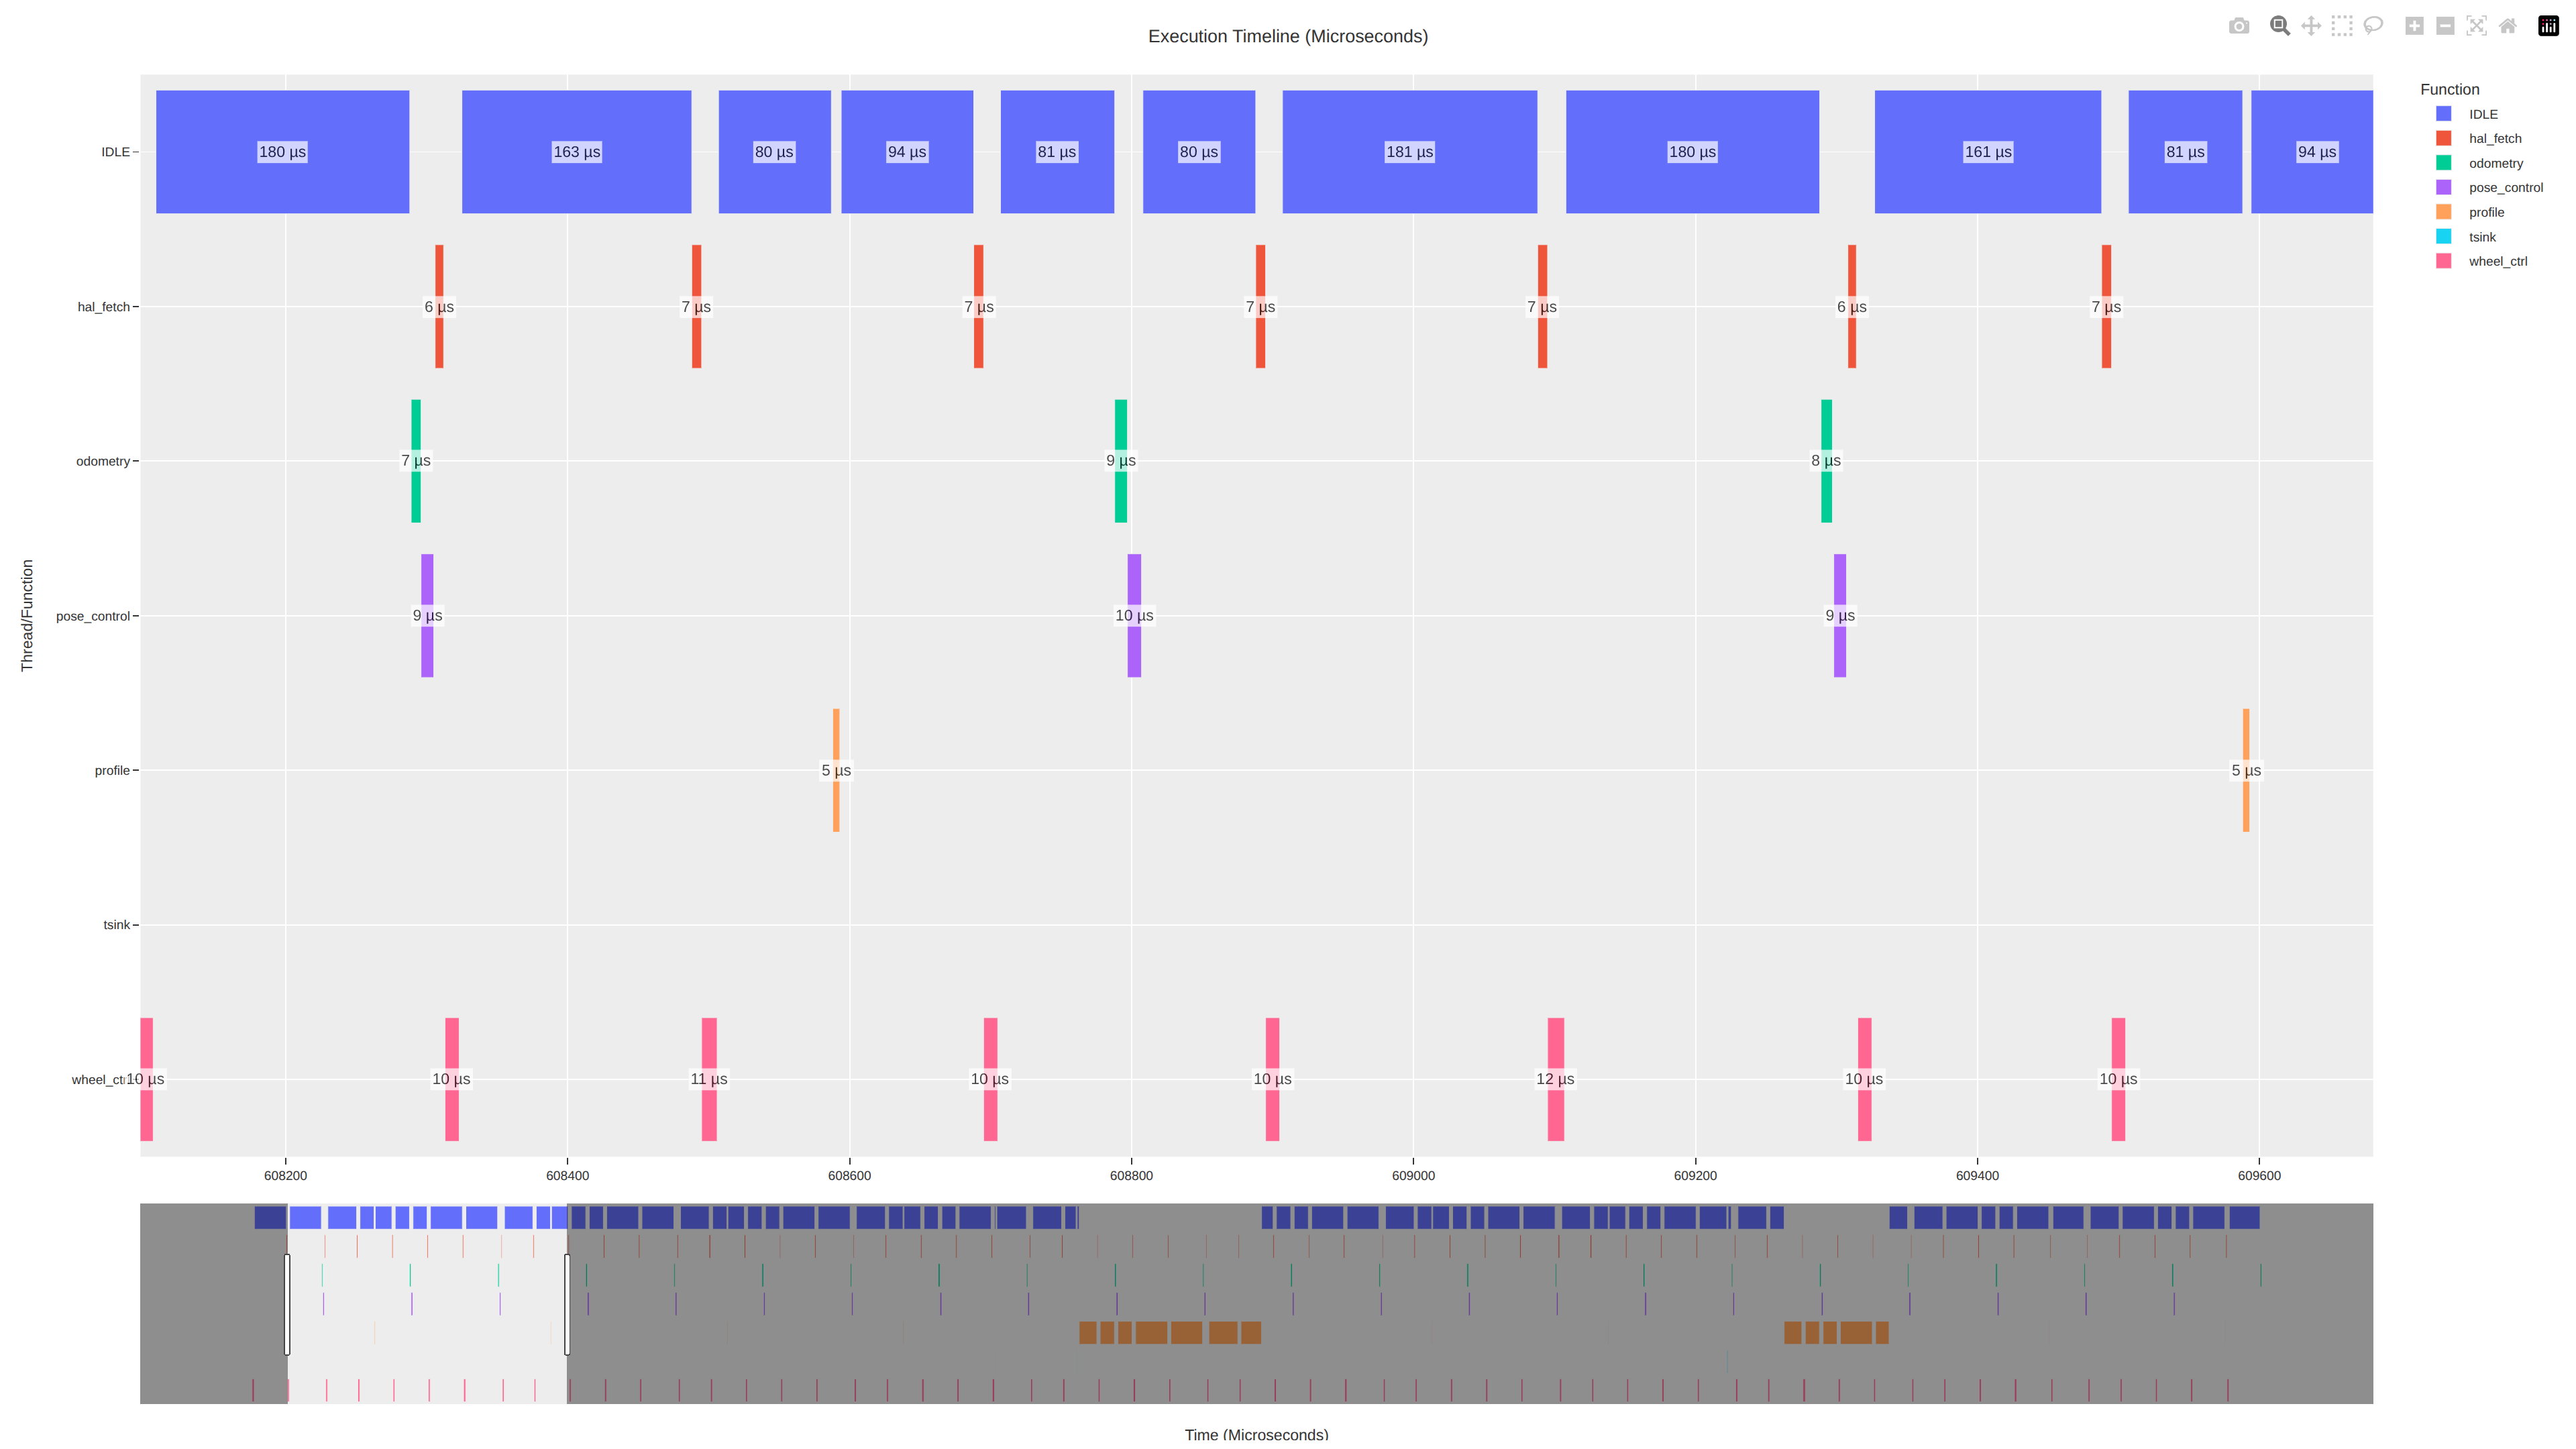 Execution Timeline (Microseconds)
Function
IDLE
hal_fetch
odometry
pose_control
profile
tsink
wheel_ctrl
Thread/Function
IDLE
180 µs
163 µs
80 µs
94 µs
81 µs
80 µs
181 µs
180 µs
161 µs
81 µs
94 µs
hal_fetch
6 µs
7 µs
7 µs
7 µs
7 µs
6 µs
7 µs
odometry
7 µs
9 µs
8 µs
pose_control
9 µs
10 µs
9 µs
profile
5 µs
5 µs
tsink
wheel_ct
10 µs
10 µs
11 µs
10 µs
10 µs
12 µs
10 µs
10 µs
608200
608400
608600
608800
609000
609200
609400
609600
Time (Microseconds)